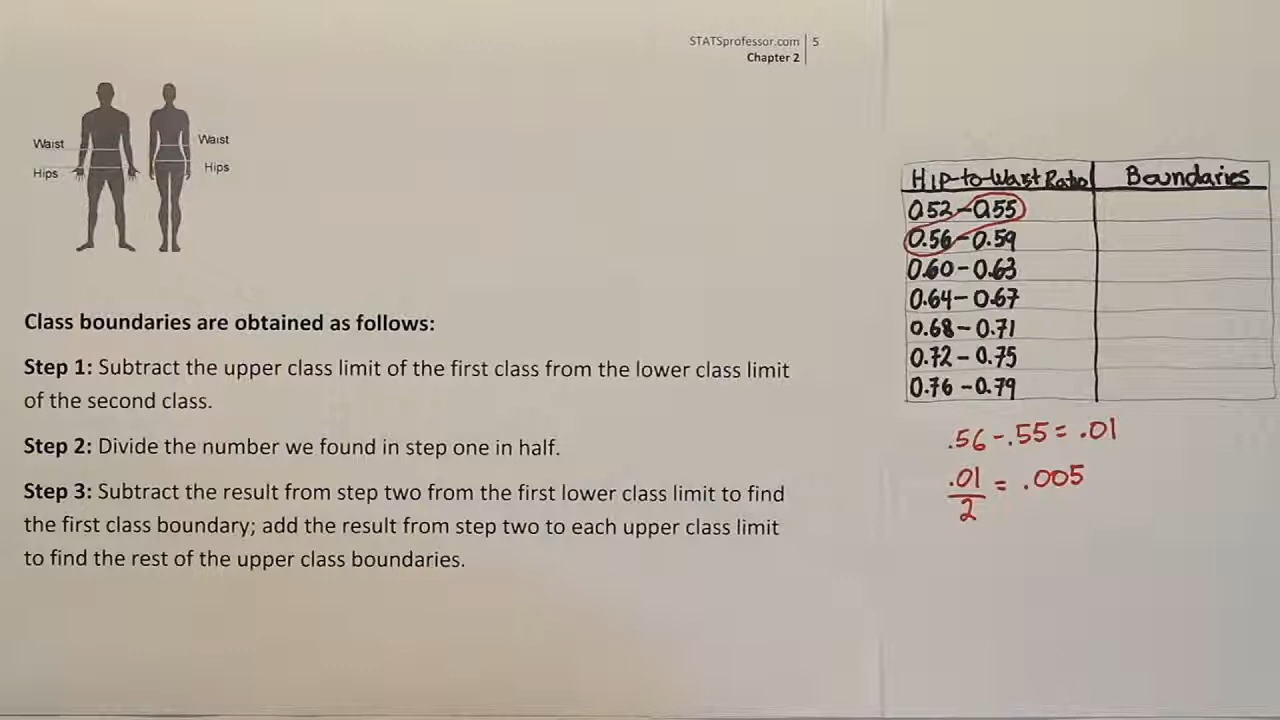 STATSprofessor.com 5
Chapter 2
Waist
Waist
Hips
Hips
Class boundaries are obtained as follows:
Step 1: Subtract the upper class limit of the first class from the lower class limit
of the second class.
Step 2: Divide the number we found in step one in half.
Step 3: Subtract the result from step two from the first lower class limit to find
the first class boundary; add the result from step two to each upper class limit
to find the rest of the upper class boundaries.
Hip-to-Waist Ratio Boundaries
0.52-0.55
0.56-0.59
0.60-0.63
0.64-0.67
0.68-0.71
0.72-0.75
0.76-0.79
.56-.55=.01
.01 = .005
2